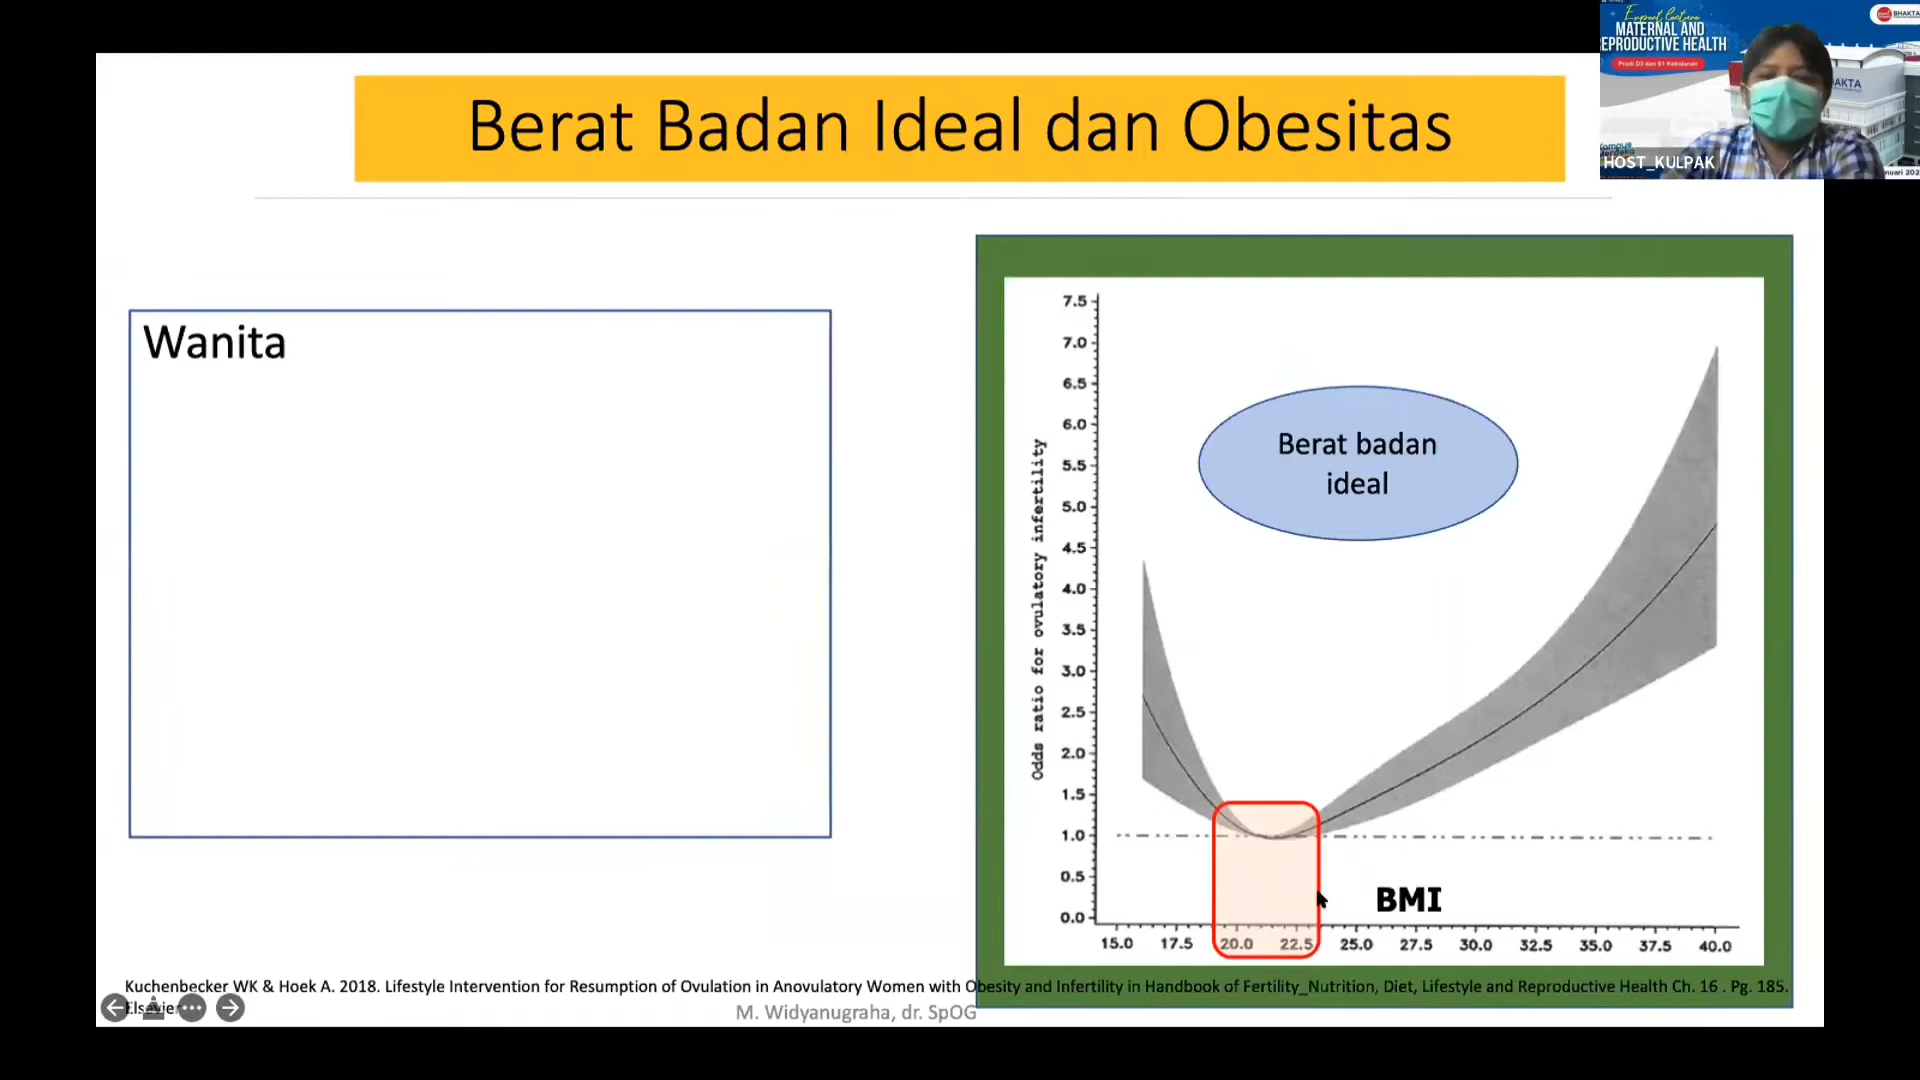 Expert lecture
MATERNAL AND
REPRODUCTIVE HEALTH
Prodi D3 dan S1 Kebidanan
BHAKTA
AKTA
HOST_KULPAK
Berat Badan Ideal dan Obesitas
Wanita
Berat badan
ideal
Odds ratio for ovulatory infertility
7.5
7.0
6.5
6.0
5.5
5.0
4.5
4.0
3.5
3.0
2.5
2.0
1.5
1.0
0.5
0.0
BMI
15.0 17.5 20.0 22.5 25.0 27.5 30.0 32.5 35.0 37.5 40.0
Kuchenbecker WK & Hoek A. 2018. Lifestyle Intervention for Resumption of Ovulation in Anovulatory Women with Obesity and Infertility in Handbook of Fertility_Nutrition, Diet, Lifestyle and Reproductive Health Ch. 16 . Pg. 185.
Elsevier
M. Widyanugraha, dr. SpOG